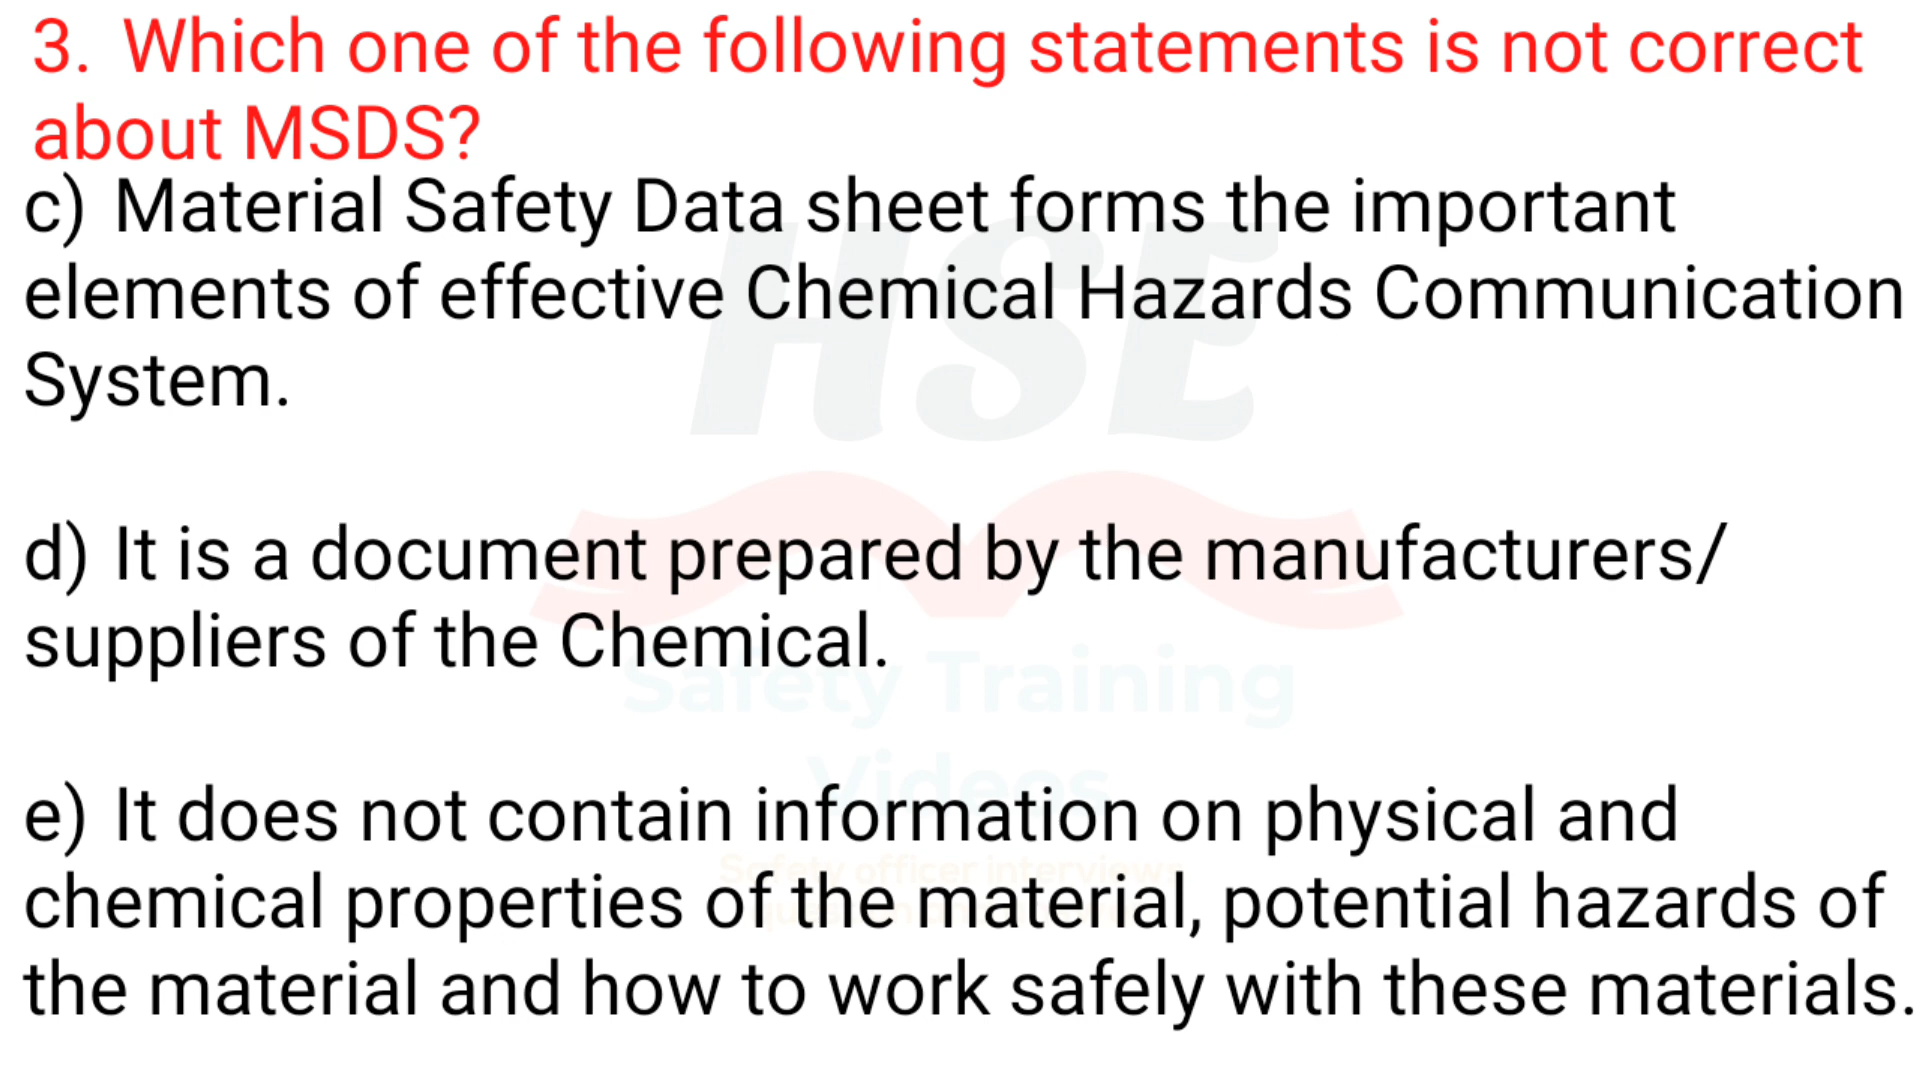 3. Which one of the following statements is not correct
about MSDS?
c) Material Safety Data sheet forms the important
elements of effective Chemical Hazards Communication
System.
HSE
d) It is a document prepared by the manufacturers/
suppliers of the Chemical.
Safety Training
Videos
e) It does not contain information on physical and
Safety officer interviews
chemical properties of the material, potential hazards of
the material and how to work safely with these materials.